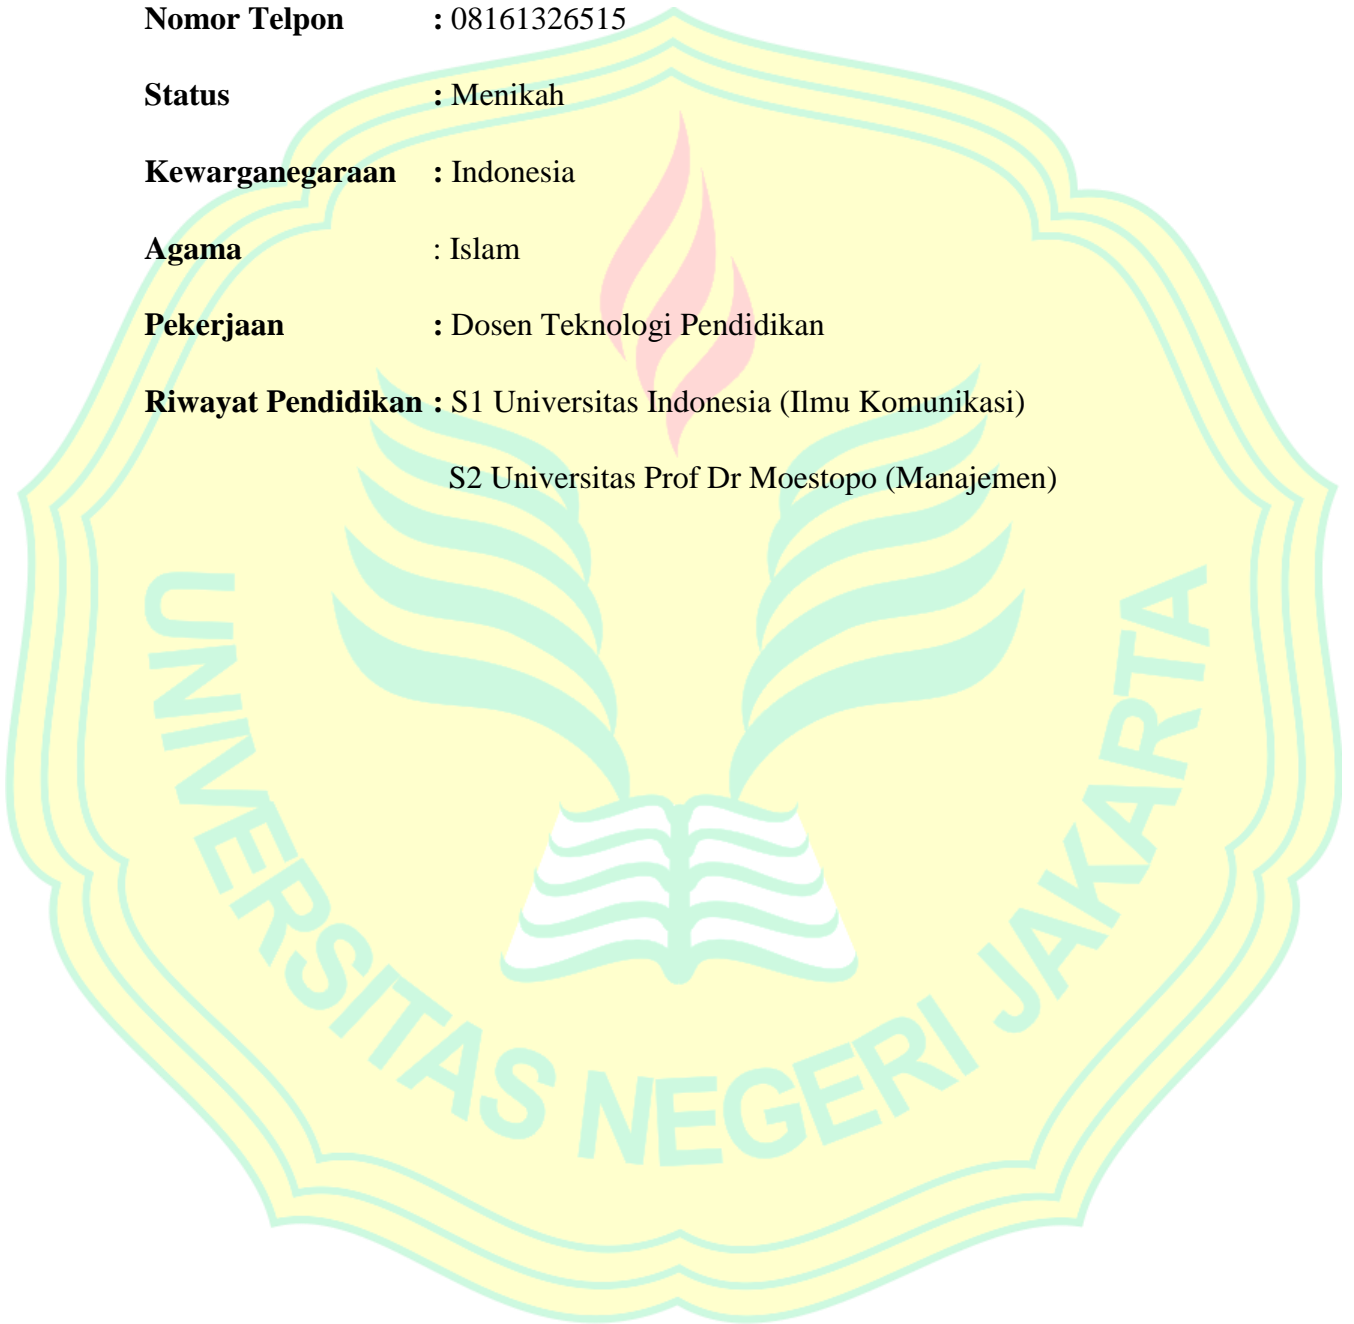 Nomor Telpon : 08161326515
Status : Menikah
Kewarganegaraan : Indonesia
Agama : Islam
Pekerjaan : Dosen Teknologi Pendidikan
Riwayat Pendidikan : S1 Universitas Indonesia (Ilmu Komunikasi)
S2 Universitas Prof Dr Moestopo (Manajemen)
UNIVERSITAS NEGERI JAKARTA